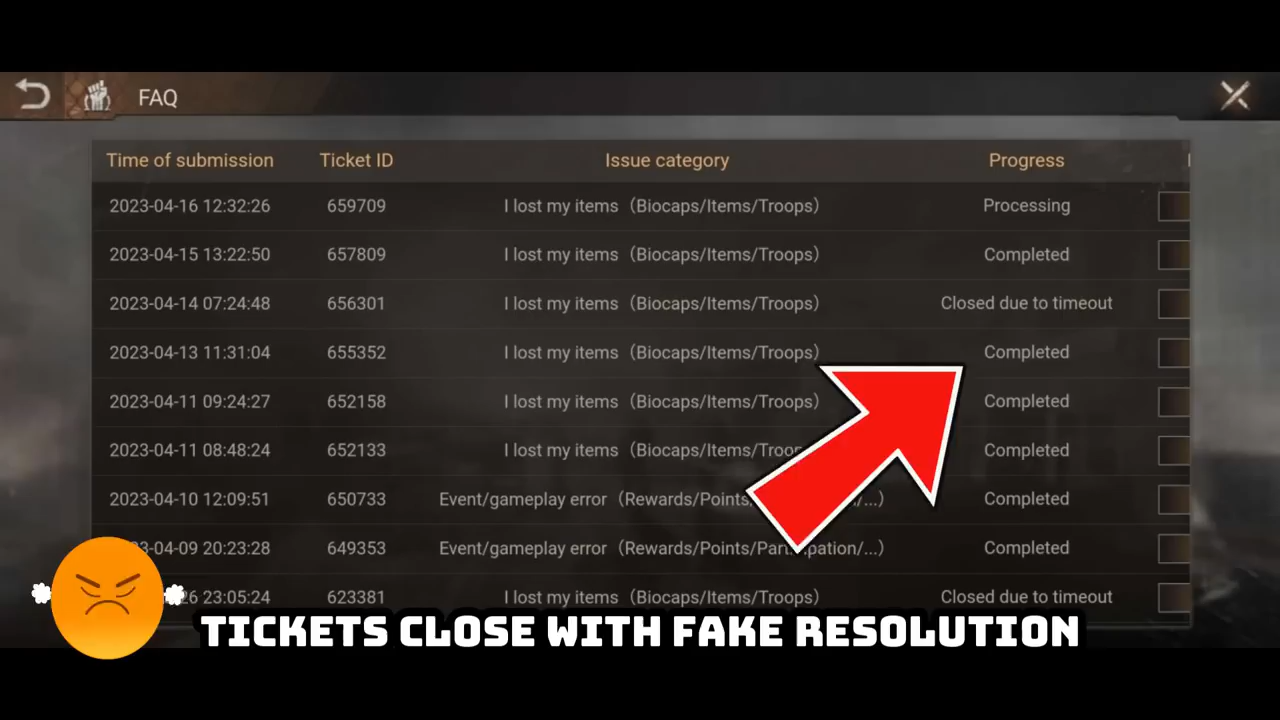 FAQ
Time of submission Ticket ID Issue category Progress
2023-04-16 12:32:26 659709 I lost my items（Biocaps/Items/Troops） Processing
2023-04-15 13:22:50 657809 I lost my items（Biocaps/Items/Troops） Completed
2023-04-14 07:24:48 656301 I lost my items（Biocaps/Items/Troops） Closed due to timeout
2023-04-13 11:31:04 655352 I lost my items（Biocaps/Items/Troops） Completed
2023-04-11 09:24:27 652158 I lost my items（Biocaps/Items/Troops） Completed
2023-04-11 08:48:24 652133 I lost my items（Biocaps/Items/Troo Completed
2023-04-10 12:09:51 650733 Event/gameplay error（Rewards/Points/ /...） Completed
04-09 20:23:28 649353 Event/gameplay error（Rewards/Points/Participation/...） Completed
26 23:05:24 623381 I lost my items（Biocaps/Items/Troops） Closed due to timeout
TICKETS CLOSE WITH FAKE RESOLUTION